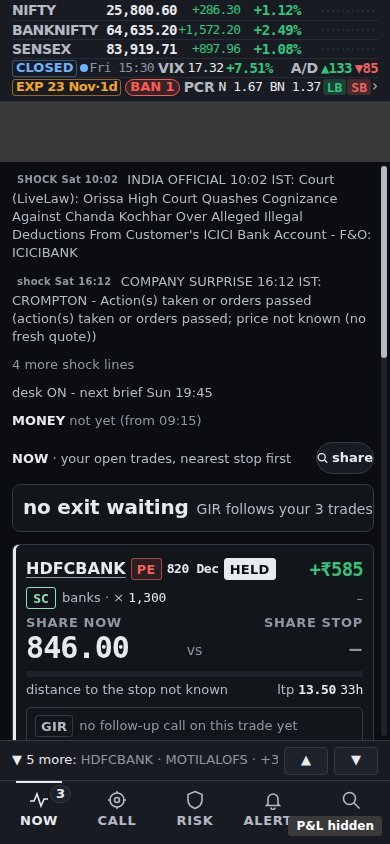 NIFTY 25,800.60 +286.30 +1.12%
BANKNIFTY 64,635.20 +1,572.20 +2.49%
SENSEX 83,919.71 +897.96 +1.08%
CLOSED Fri 15:30 VIX 17.32 +7.51% A/D ▲133 ▼85
EXP 23 Nov·1d BAN 1 PCR N 1.67 BN 1.37 LB SB ›
SHOCK Sat 10:02 INDIA OFFICIAL 10:02 IST: Court
(LiveLaw): Orissa High Court Quashes Cognizance
Against Chanda Kochhar Over Alleged Illegal
Deductions From Customer's ICICI Bank Account - F&O:
ICICIBANK
shock Sat 16:12 COMPANY SURPRISE 16:12 IST:
CROMPTON - Action(s) taken or orders passed
(action(s) taken or orders passed; price not known (no
fresh quote))
4 more shock lines
desk ON - next brief Sun 19:45
MONEY not yet (from 09:15)
NOW · your open trades, nearest stop first share
no exit waiting GIR follows your 3 trades
HDFCBANK PE 820 Dec HELD +₹585
SC banks · × 1,300 –
SHARE NOW SHARE STOP
846.00 vs —
distance to the stop not known ltp 13.50 33h
GIR no follow-up call on this trade yet
▼ 5 more: HDFCBANK · MOTILALOFS · +3 ▲ ▼
3
NOW CALL RISK ALERT
P&L hidden